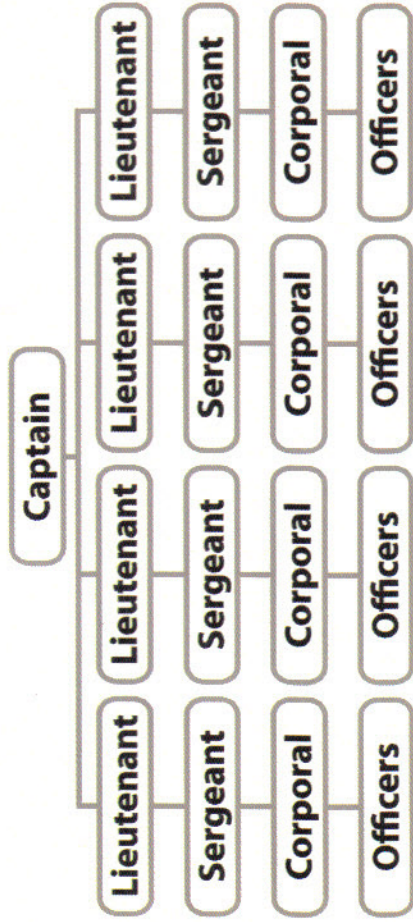 Captain
Lieutenant Lieutenant Lieutenant Lieutenant
Sergeant Sergeant Sergeant Sergeant
Corporal Corporal Corporal Corporal
Officers Officers Officers Officers